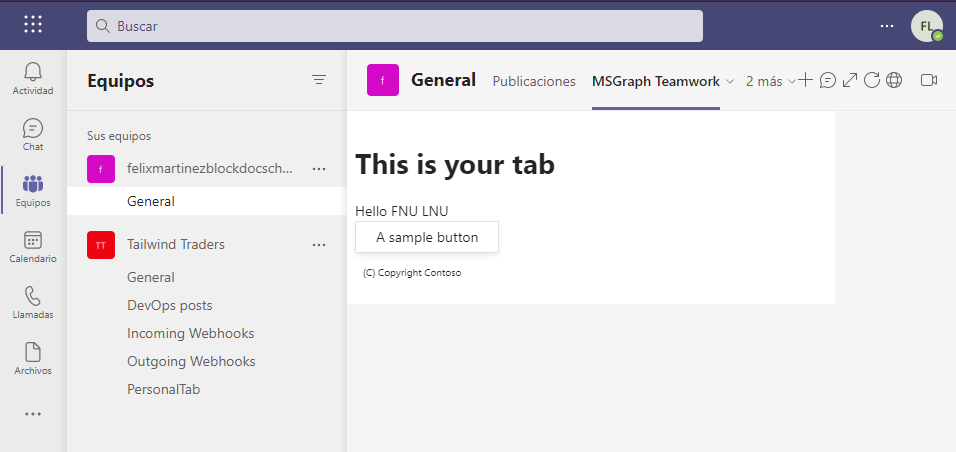 Buscar
FL
Actividad
Chat
Equipos
Calendario
Llamadas
Archivos
Equipos
Sus equipos
f felixmartinezblockdocsch...
General
TT Tailwind Traders
General
DevOps posts
Incoming Webhooks
Outgoing Webhooks
PersonalTab
f General Publicaciones MSGraph Teamwork 2 más
This is your tab
Hello FNU LNU
A sample button
(C) Copyright Contoso